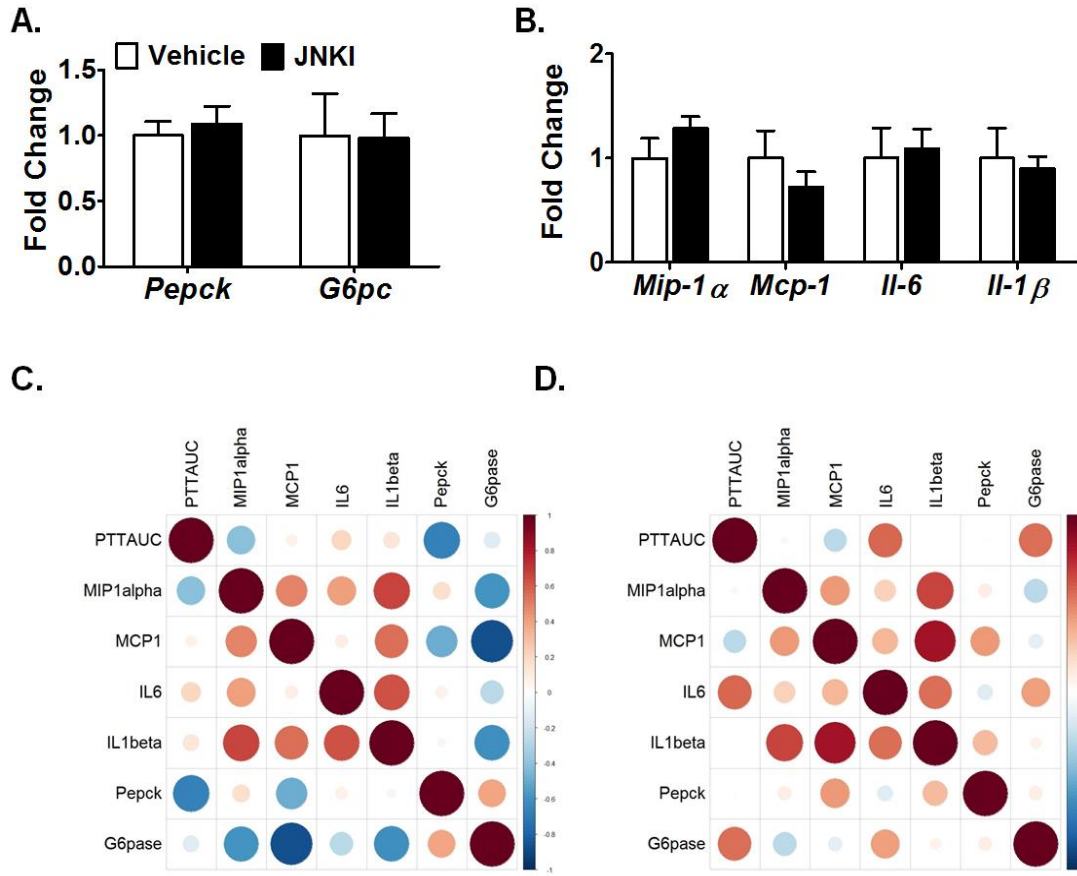 A.
Vehicle JNKI
Fold Change
1.5
1.0
0.5
0.0
Pepck G6pc
B.
Fold Change
2
1
0
Mip-1α Mcp-1 Il-6 Il-1β
C.
PTTAUC MIP1alpha MCP1 IL6 IL1beta Pepck G6pase
PTTAUC
MIP1alpha
MCP1
IL6
IL1beta
Pepck
G6pase
1
0.8
0.6
0.4
0.2
0
-0.2
-0.4
-0.6
-0.8
-1
D.
PTTAUC MIP1alpha MCP1 IL6 IL1beta Pepck G6pase
PTTAUC
MIP1alpha
MCP1
IL6
IL1beta
Pepck
G6pase